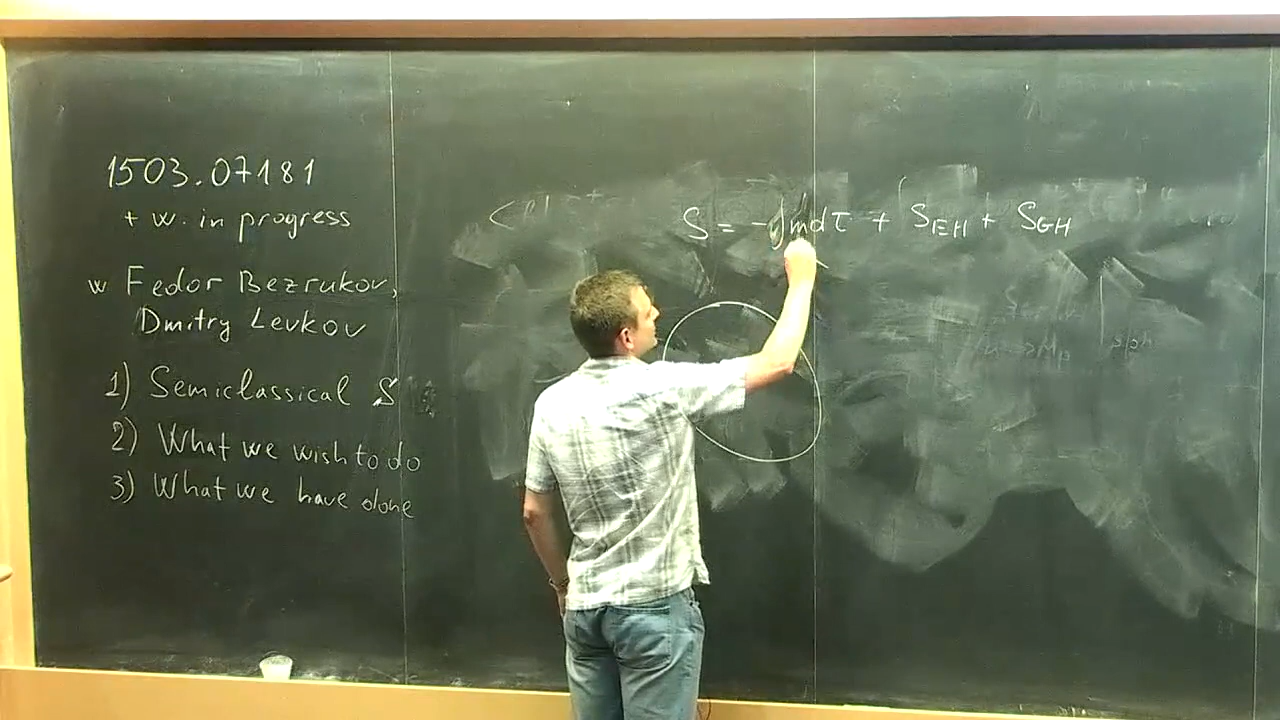 1503.07181
+ w. in progress
w Fedor Bezrukov,
Dmitry Levkov
1) Semiclassical S
2) What we wish to do
3) What we have done
S = -∫mdτ + S_EH + S_GH